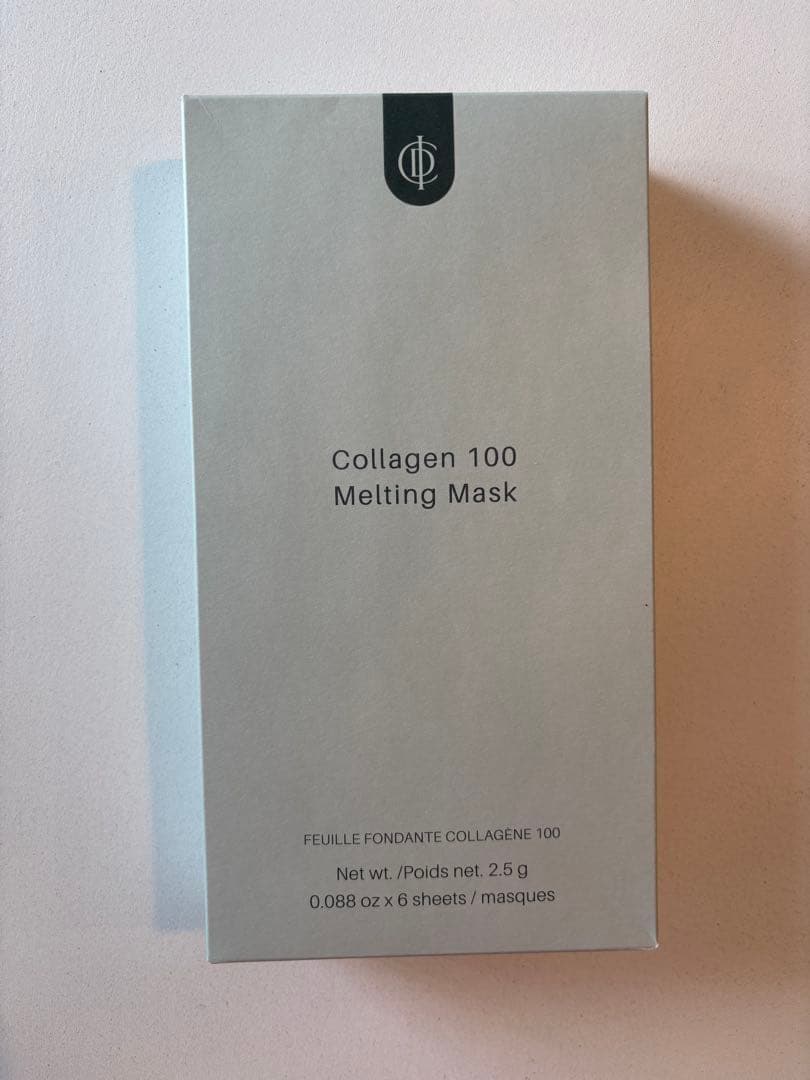 Collagen 100
Melting Mask
FEUILLE FONDANTE COLLAGÈNE 100
Net wt. /Poids net. 2.5 g
0.088 oz x 6 sheets / masques